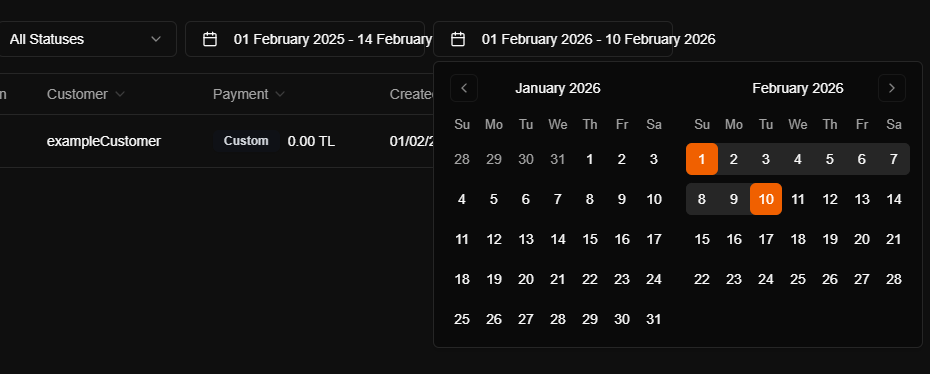 All Statuses
01 February 2025 - 14 February
01 February 2026 - 10 February 2026
n Customer Payment Create
exampleCustomer Custom 0.00 TL 01/02/2
January 2026 February 2026
Su Mo Tu We Th Fr Sa Su Mo Tu We Th Fr Sa
28 29 30 31 1 2 3 1 2 3 4 5 6 7
4 5 6 7 8 9 10 8 9 10 11 12 13 14
11 12 13 14 15 16 17 15 16 17 18 19 20 21
18 19 20 21 22 23 24 22 23 24 25 26 27 28
25 26 27 28 29 30 31